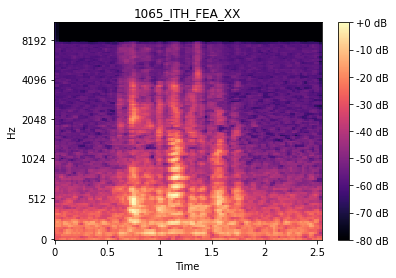 1065_ITH_FEA_XX
Hz
8192
4096
2048
1024
512
0
0 0.5 1 1.5 2 2.5
Time
+0 dB
-10 dB
-20 dB
-30 dB
-40 dB
-50 dB
-60 dB
-70 dB
-80 dB